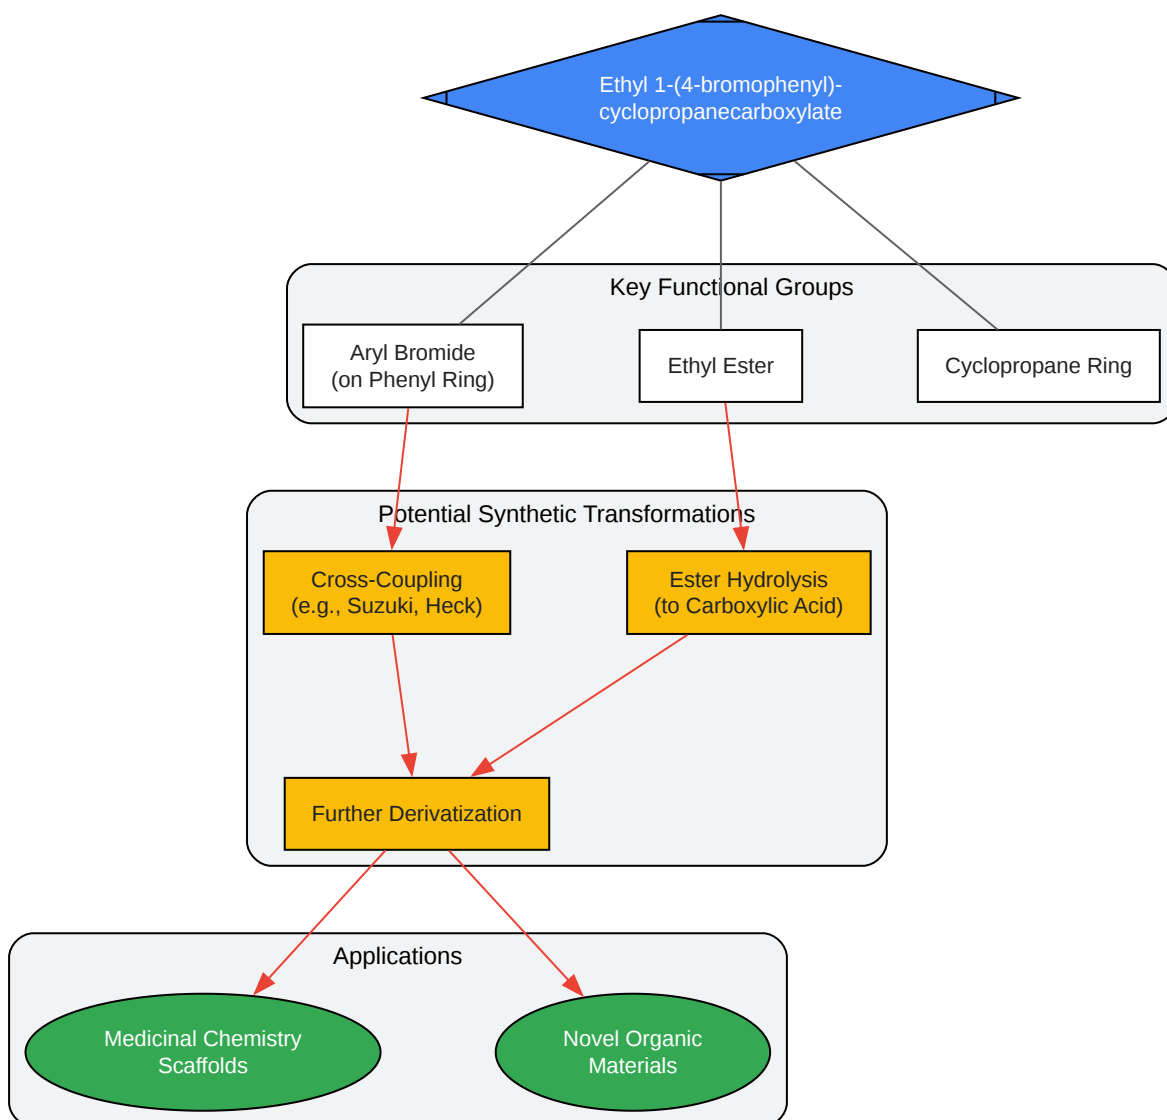 Ethyl 1-(4-bromophenyl)-
cyclopropanecarboxylate
Key Functional Groups
Aryl Bromide
(on Phenyl Ring)
Ethyl Ester
Cyclopropane Ring
Potential Synthetic Transformations
Cross-Coupling
(e.g., Suzuki, Heck)
Ester Hydrolysis
(to Carboxylic Acid)
Further Derivatization
Applications
Medicinal Chemistry
Scaffolds
Novel Organic
Materials